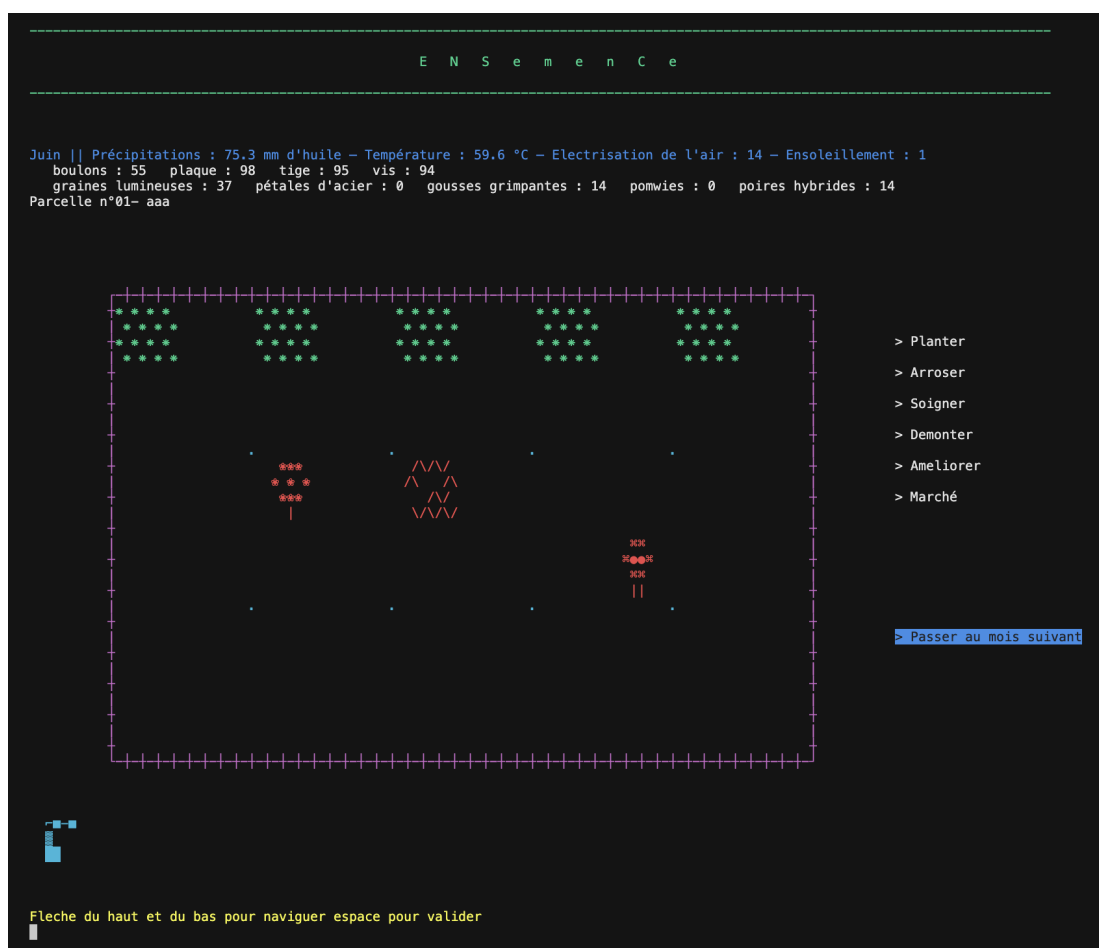 E N S e m e n C e
Juin || Précipitations : 75.3 mm d'huile – Température : 59.6 °C – Electrisation de l'air : 14 – Ensoleillement : 1
boulons : 55 plaque : 98 tige : 95 vis : 94
graines lumineuses : 37 pétales d'acier : 0 gousses grimpantes : 14 pomwies : 0 poires hybrides : 14
Parcelle n°01– aaa
> Planter
> Arroser
> Soigner
> Demonter
> Ameliorer
> Marché
> Passer au mois suivant
Fleche du haut et du bas pour naviguer espace pour valider